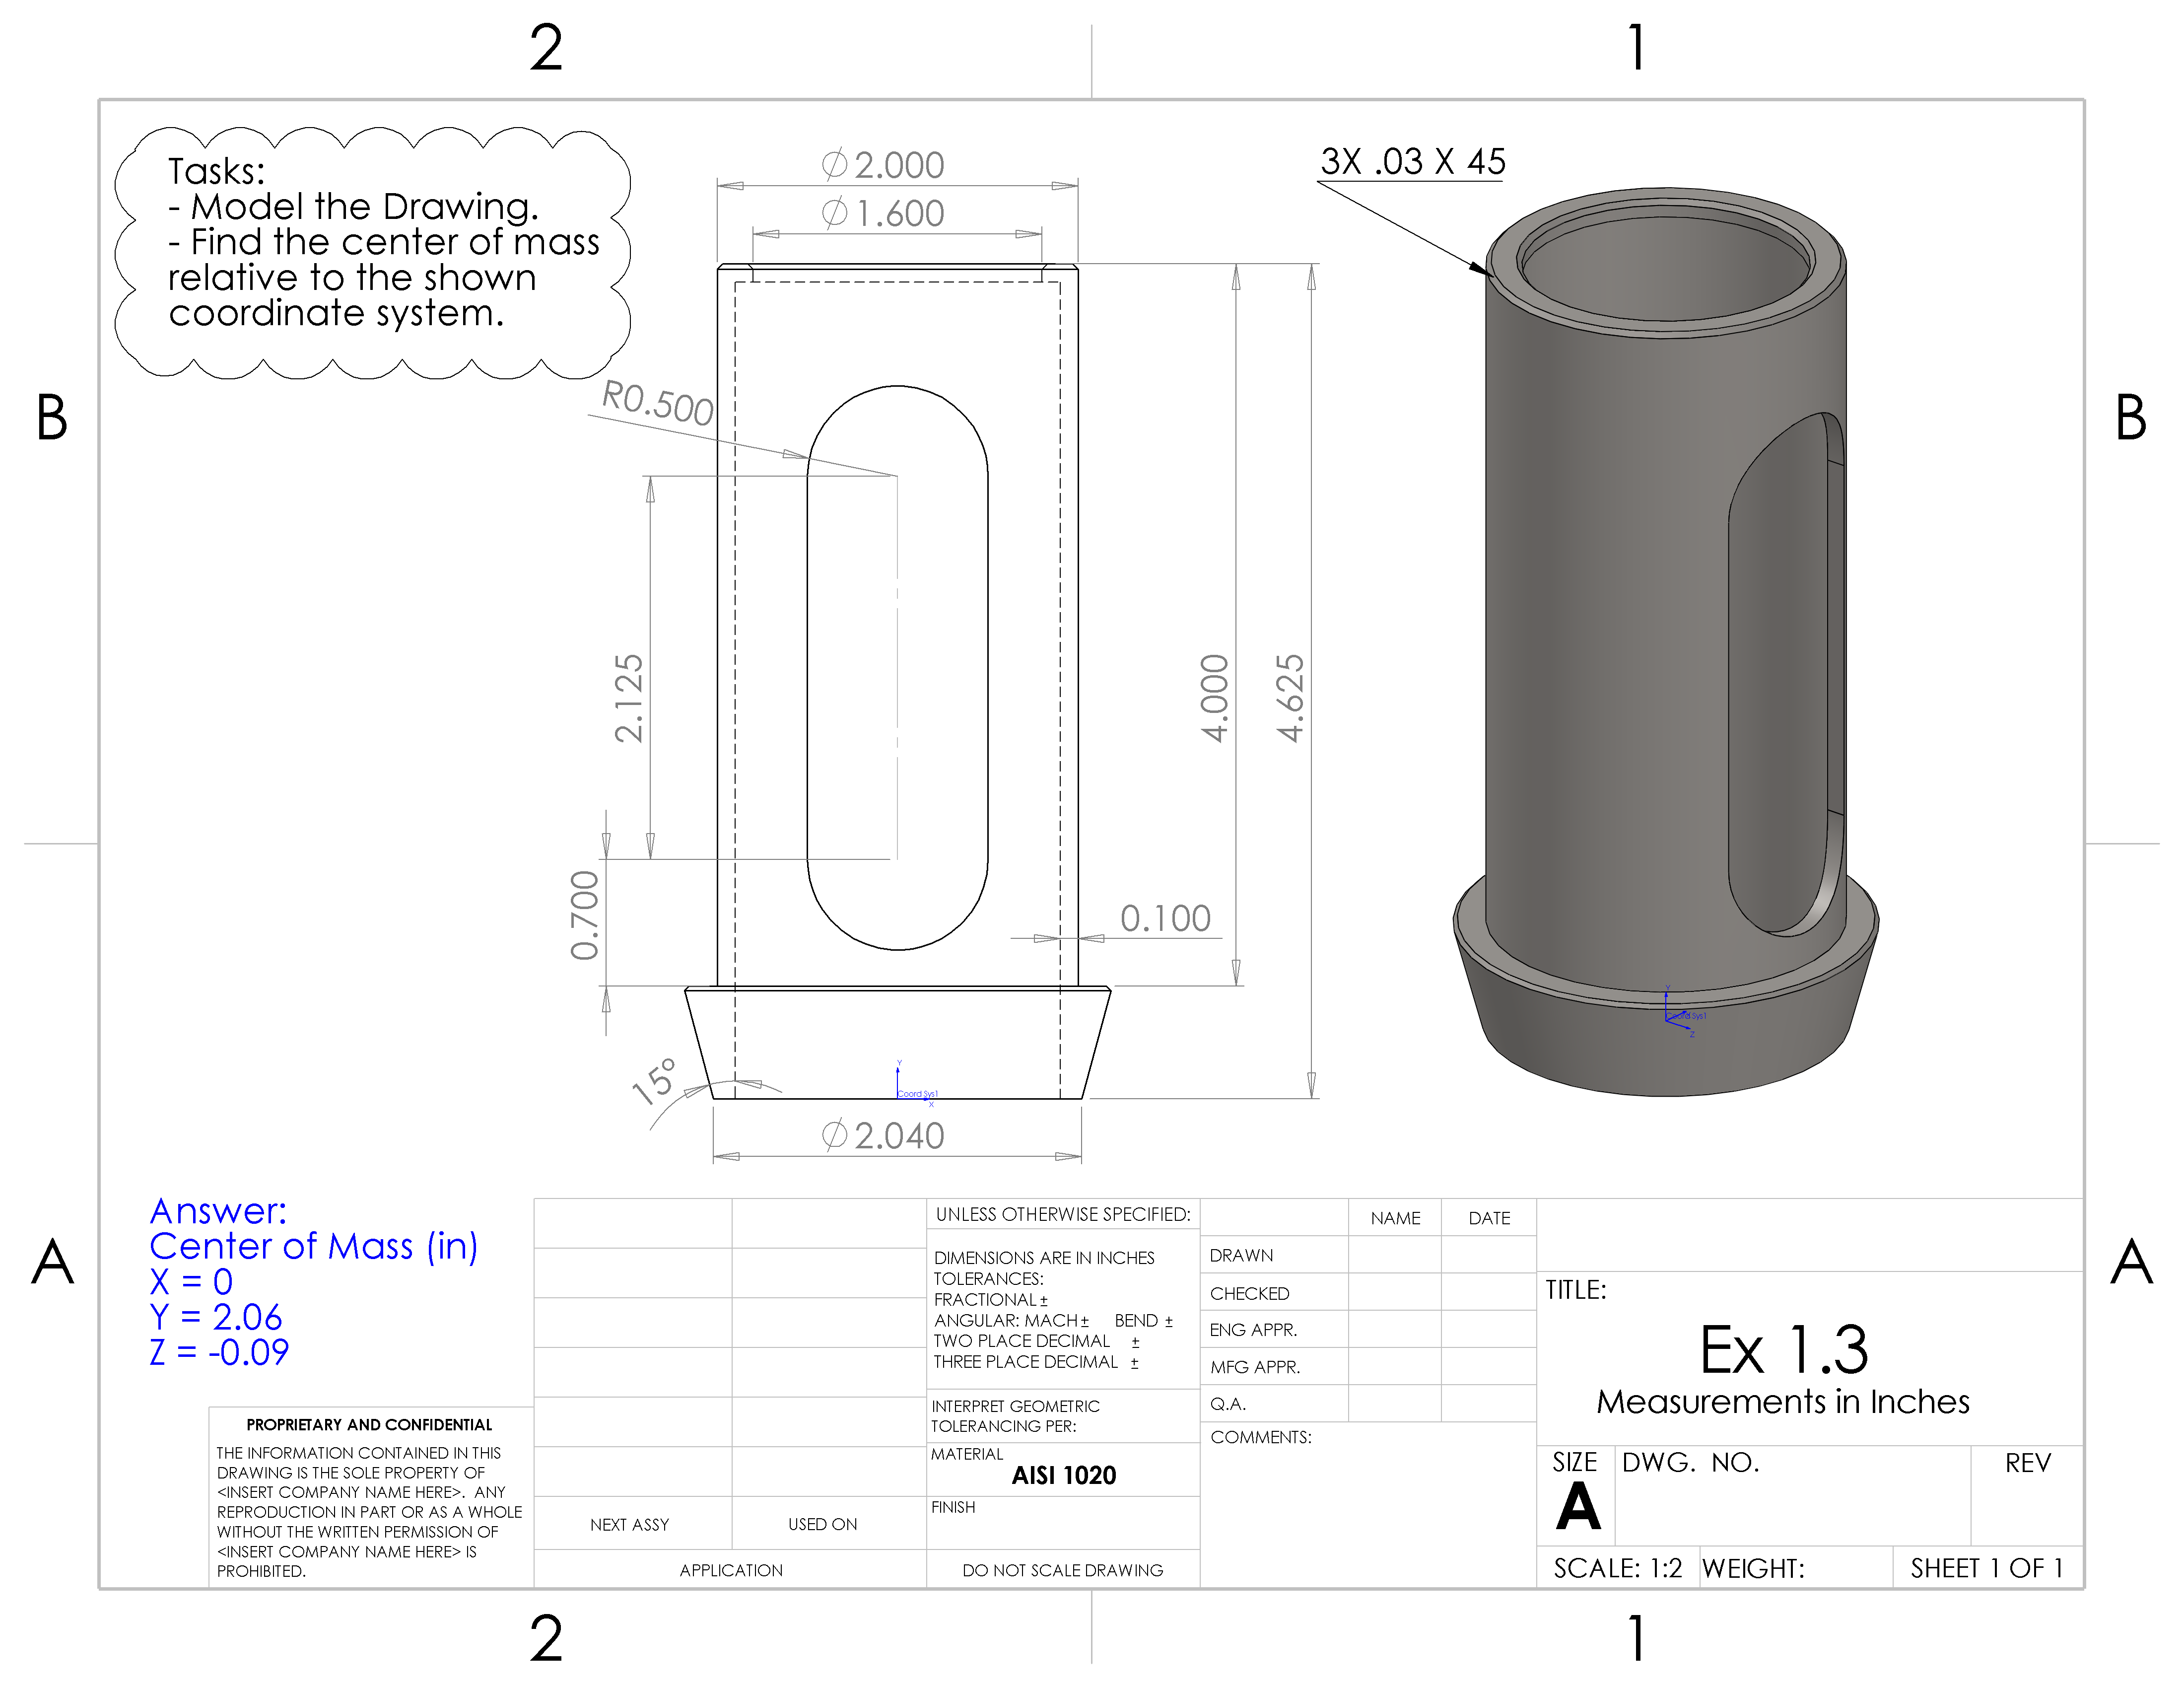 2
1
Tasks:
- Model the Drawing.
- Find the center of mass
relative to the shown
coordinate system.
∅ 2.000
∅ 1.600
3X .03 X 45
R0.500
B
B
2.125
4.000
4.625
0.700
0.100
15°
Y
Coord Sys1
X
Y
Coord Sys1
Z
∅ 2.040
Answer:
Center of Mass (in)
X = 0
Y = 2.06
Z = -0.09
A
A
PROPRIETARY AND CONFIDENTIAL
THE INFORMATION CONTAINED IN THIS
DRAWING IS THE SOLE PROPERTY OF
<INSERT COMPANY NAME HERE>. ANY
REPRODUCTION IN PART OR AS A WHOLE
WITHOUT THE WRITTEN PERMISSION OF
<INSERT COMPANY NAME HERE> IS
PROHIBITED.
NEXT ASSY
USED ON
APPLICATION
UNLESS OTHERWISE SPECIFIED:
DIMENSIONS ARE IN INCHES
TOLERANCES:
FRACTIONAL ±
ANGULAR: MACH ± BEND ±
TWO PLACE DECIMAL ±
THREE PLACE DECIMAL ±
INTERPRET GEOMETRIC
TOLERANCING PER:
MATERIAL
AISI 1020
FINISH
DO NOT SCALE DRAWING
NAME
DATE
DRAWN
CHECKED
ENG APPR.
MFG APPR.
Q.A.
COMMENTS:
TITLE:
Ex 1.3
Measurements in Inches
SIZE
A
DWG. NO.
REV
SCALE: 1:2
WEIGHT:
SHEET 1 OF 1
2
1